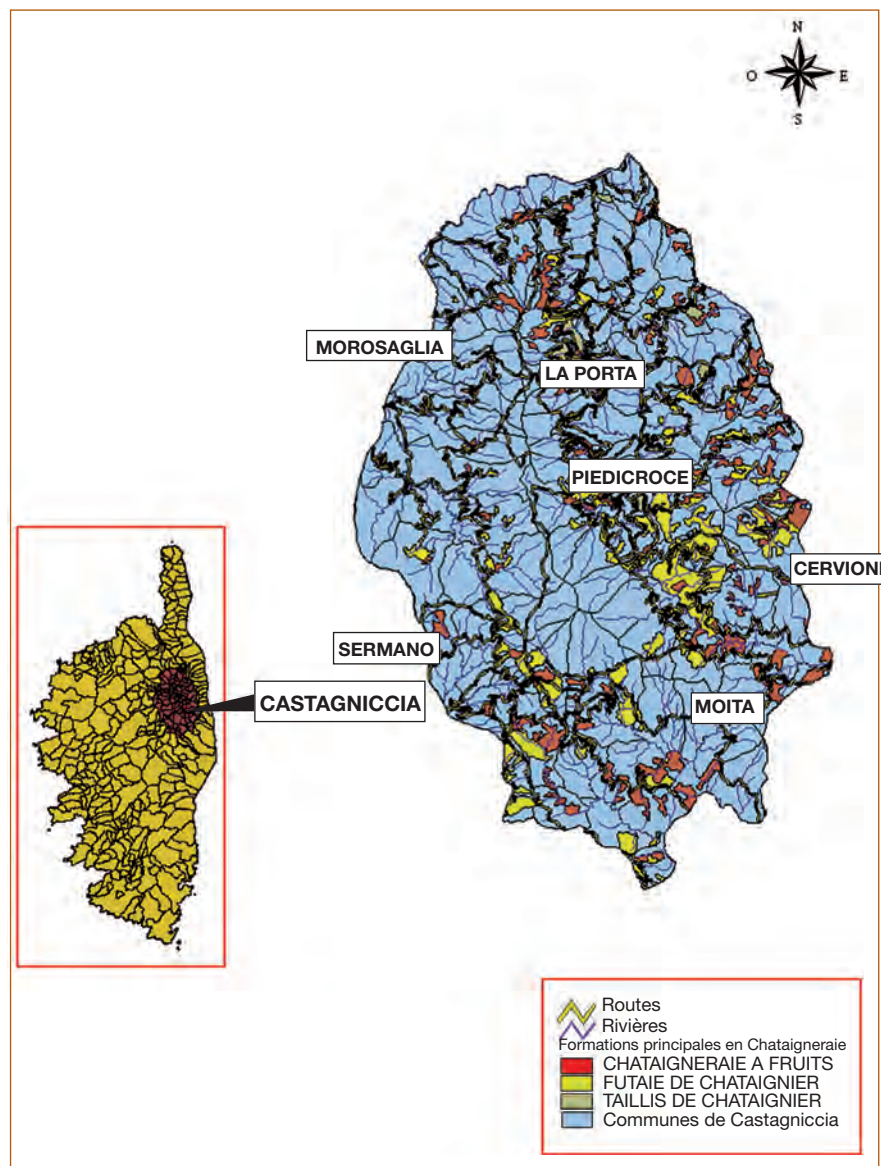 N
O E
S
MOROSAGLIA
LA PORTA
PIEDICROCE
CERVIONE
SERMANO
CASTAGNICCIA
MOITA
Routes
Rivières
Formations principales en Chataigneraie
CHATAIGNERAIE A FRUITS
FUTAIE DE CHATAIGNIER
TAILLIS DE CHATAIGNIER
Communes de Castagniccia